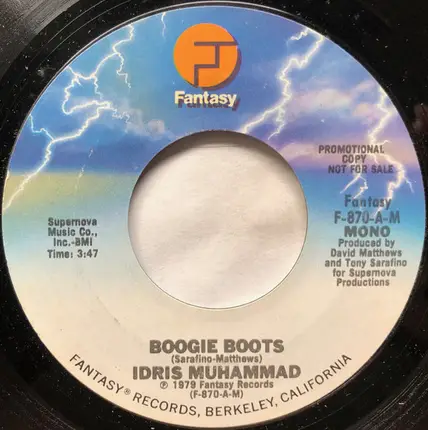 Fantasy
PROMOTIONAL
COPY
NOT FOR SALE
Supernova
Music Co.,
Inc.-BMI
Time: 3:47
Fantasy
F-870-A-M
MONO
Produced by
David Matthews
and Tony Sarafino
for Supernova
Productions
BOOGIE BOOTS
(Sarafino-Matthews)
IDRIS MUHAMMAD
℗ 1979 Fantasy Records
(F-870-A-M)
FANTASY® RECORDS, BERKELEY, CALIFORNIA